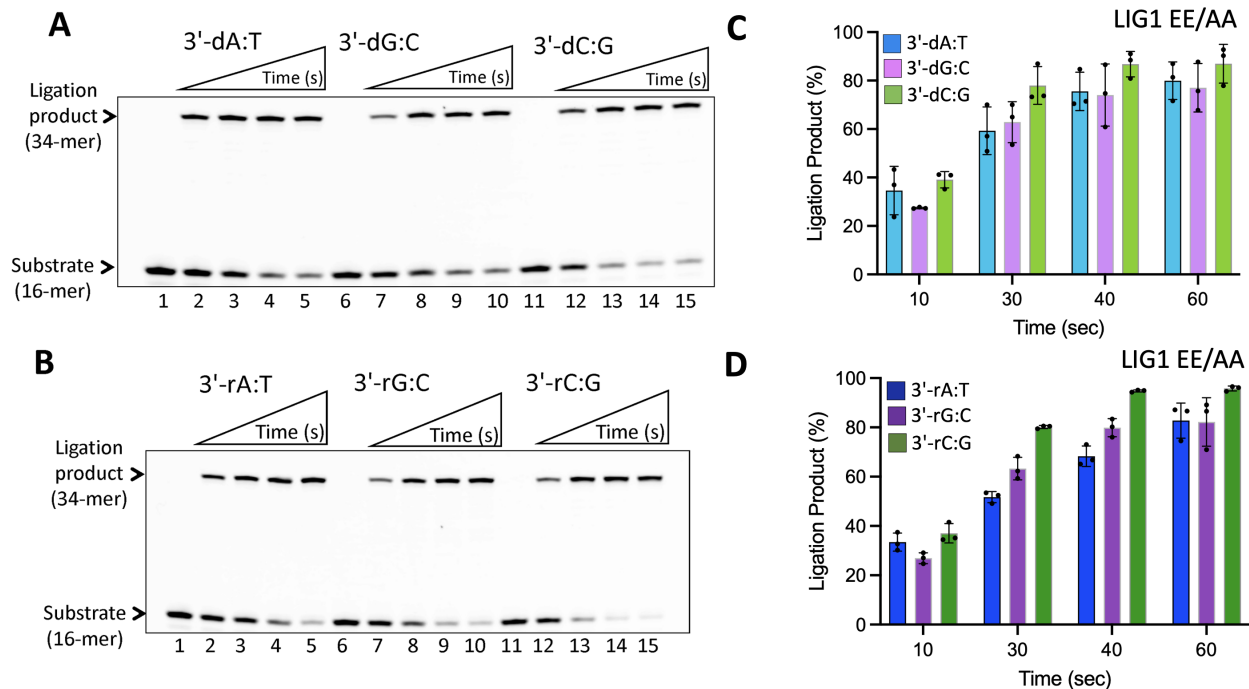 A
3'-dA:T 3'-dG:C 3'-dC:G
Time (s) Time (s) Time (s)
Ligation
product
(34-mer)
Substrate
(16-mer)
1 2 3 4 5 6 7 8 9 10 11 12 13 14 15
B
3'-rA:T 3'-rG:C 3'-rC:G
Time (s) Time (s) Time (s)
Ligation
product
(34-mer)
Substrate
(16-mer)
1 2 3 4 5 6 7 8 9 10 11 12 13 14 15
C
LIG1 EE/AA
3'-dA:T
3'-dG:C
3'-dC:G
Ligation Product (%)
100
80
60
40
20
0
10 30 40 60
Time (sec)
D
LIG1 EE/AA
3'-rA:T
3'-rG:C
3'-rC:G
Ligation Product (%)
100
80
60
40
20
0
10 30 40 60
Time (sec)